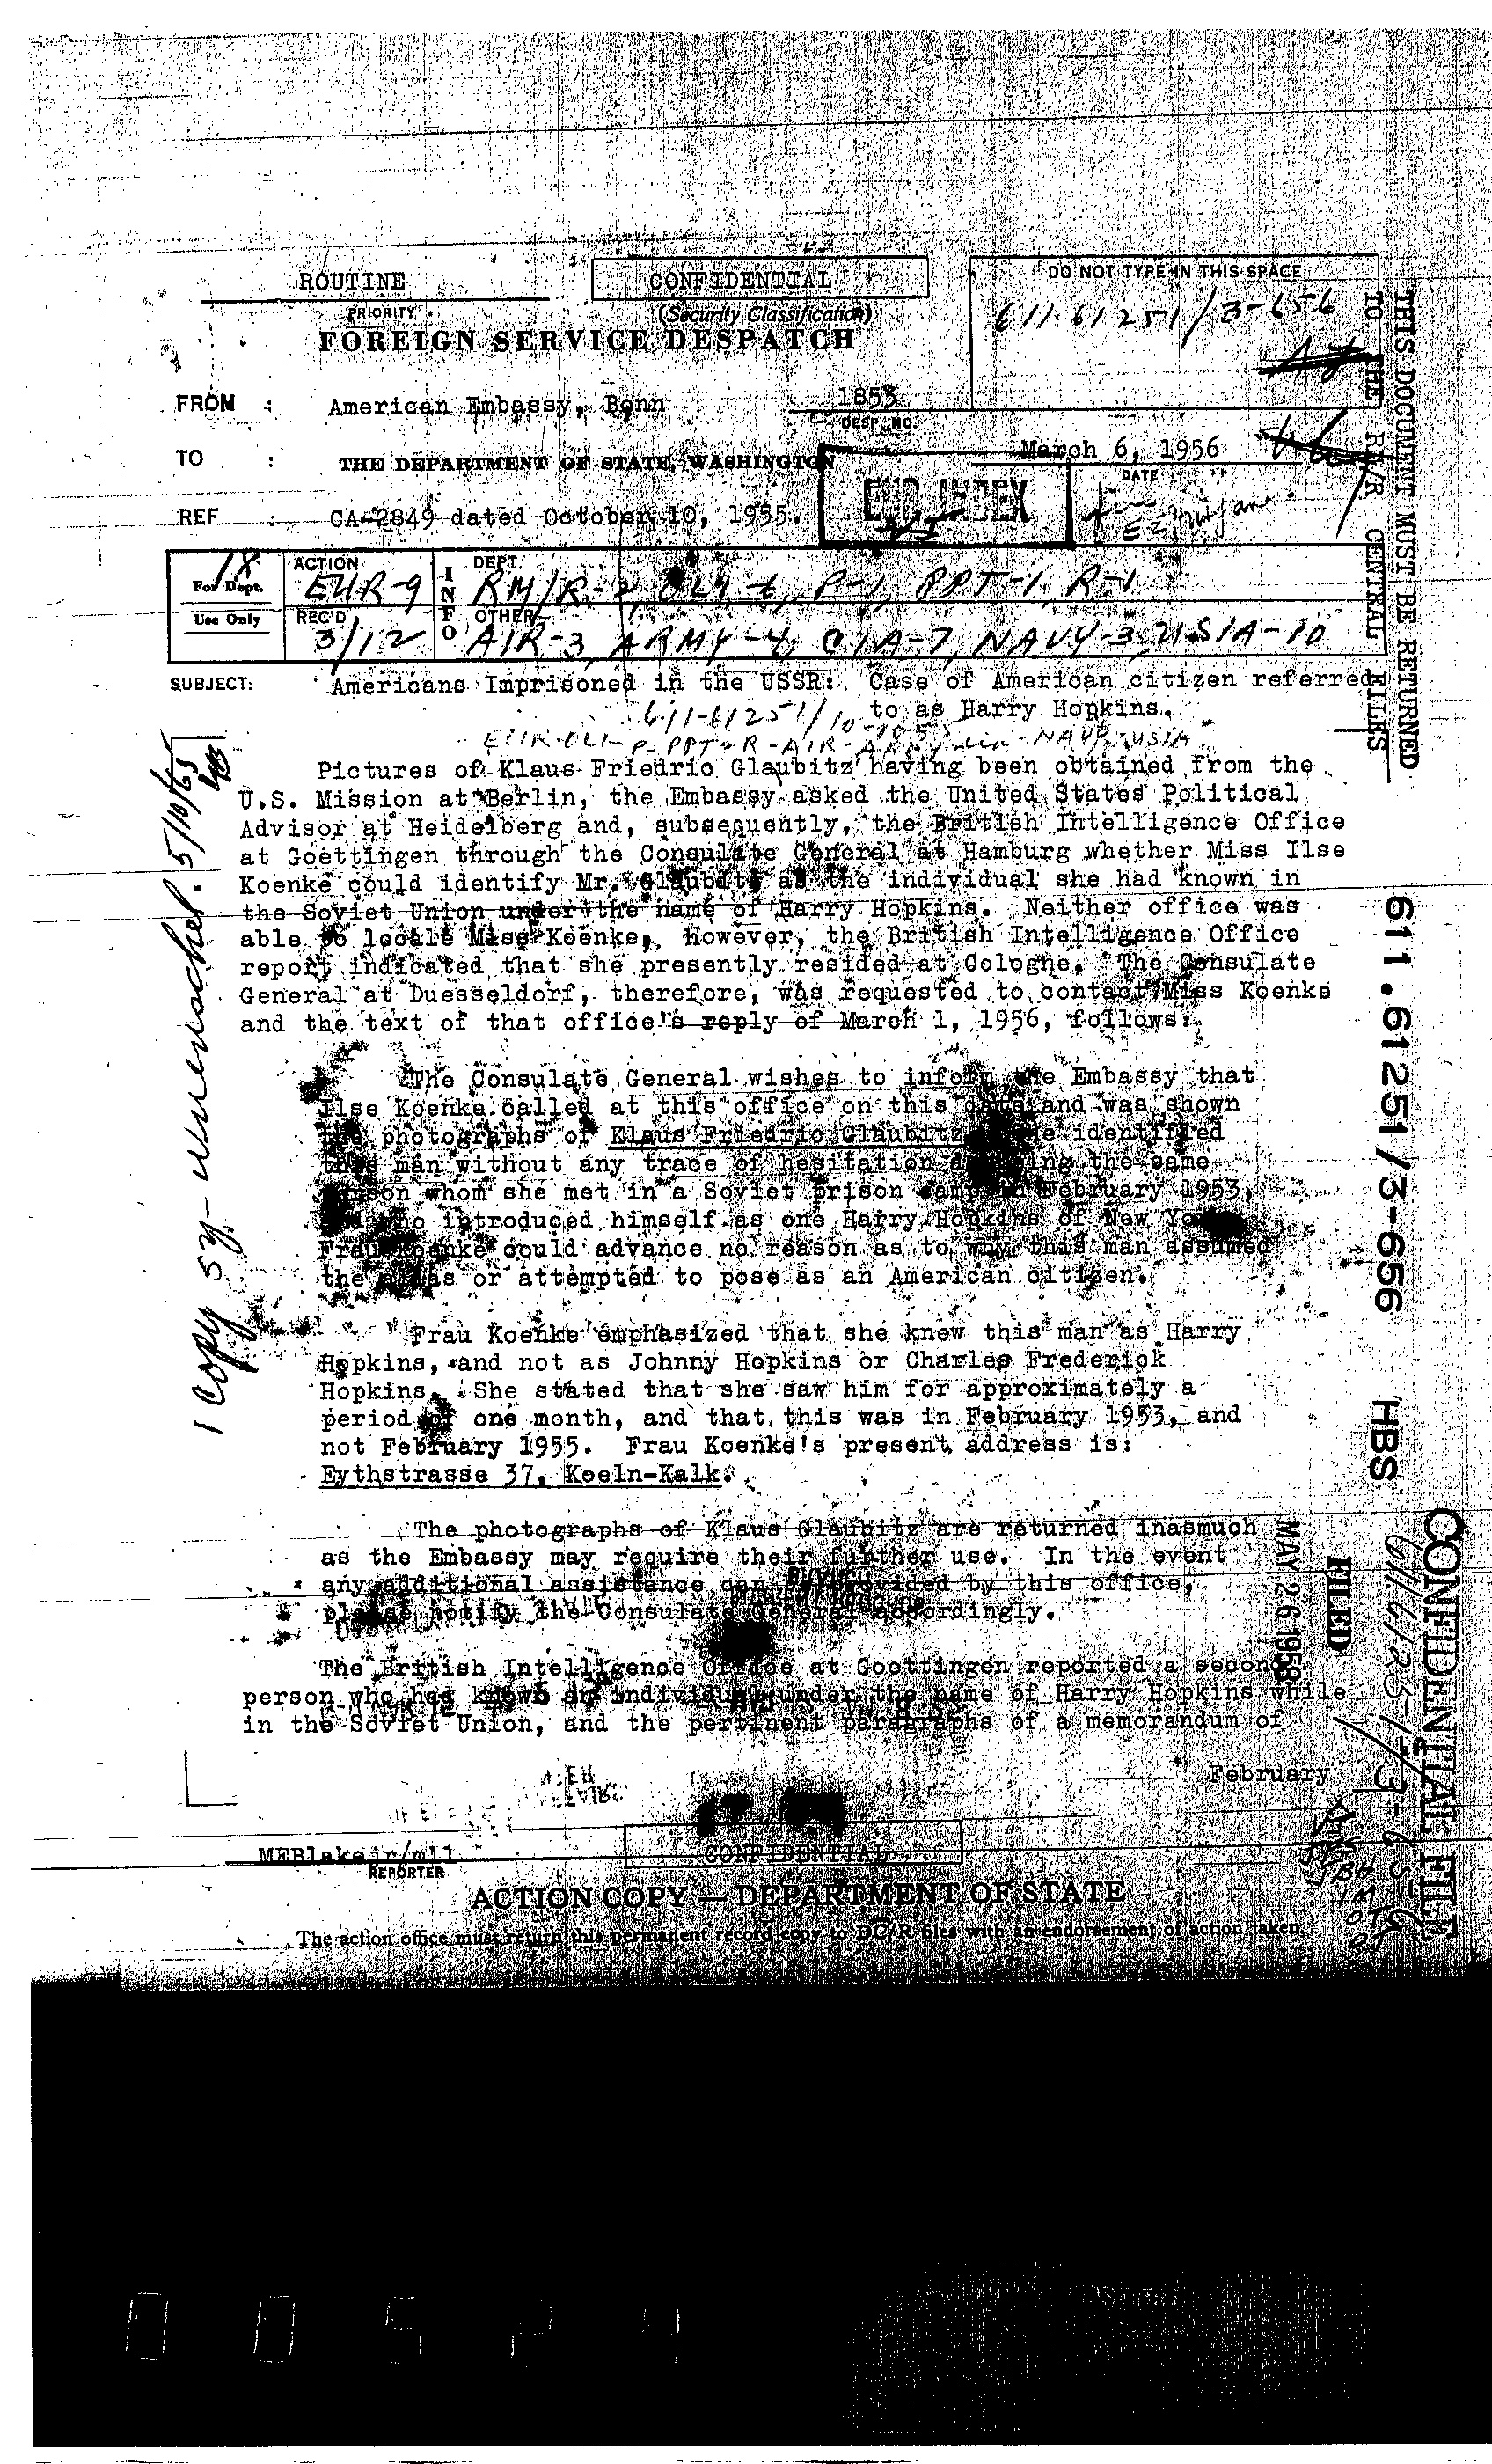 ROUTINE
PRIORITY
CONFIDENTIAL
(Security Classification)
DO NOT TYPE IN THIS SPACE
611.61251/3-656
FOREIGN SERVICE DESPATCH
FROM : American Embassy, Bonn
1853
DESP. NO.
TO : THE DEPARTMENT OF STATE, WASHINGTON
March 6, 1956
DATE
REF : CA-2849 dated October 10, 1955.
INDEX
18
For Dept.
Use Only
ACTION
EUR-9
REC'D
3/12
INFO
DEPT.
RM/R-2, OLI-6, P-1, PPT-1, R-1
OTHER
AIR-3, ARMY-4, CIA-7, NAVY-3, USIA-10
SUBJECT: Americans Imprisoned in the USSR: Case of American citizen referred
to as Harry Hopkins.
611-61251/10-1055
Pictures of Klaus Friedric Glaubitz having been obtained from the
U.S. Mission at Berlin, the Embassy asked the United States Political
Advisor at Heidelberg and, subsequently, the British Intelligence Office
at Goettingen through the Consulate General at Hamburg whether Miss Ilse
Koenke could identify Mr. Glaubitz as the individual she had known in
the Soviet Union under the name of Harry Hopkins. Neither office was
able to locate Miss Koenke, however, the British Intelligence Office
report indicated that she presently resided at Cologne. The Consulate
General at Duesseldorf, therefore, was requested to contact Miss Koenke
and the text of that office's reply of March 1, 1956, follows:
The Consulate General wishes to inform the Embassy that
Ilse Koenke called at this office on this date and was shown
the photographs of Klaus Friedric Glaubitz. She identified
this man without any trace of hesitation as being the same
person whom she met in a Soviet prison camp in February 1953,
and who introduced himself as one Harry Hopkins of New York.
Frau Koenke could advance no reason as to why this man assumed
the alias or attempted to pose as an American citizen.
Frau Koenke emphasized that she knew this man as Harry
Hopkins, and not as Johnny Hopkins or Charles Frederick
Hopkins. She stated that she saw him for approximately a
period of one month, and that this was in February 1953, and
not February 1955. Frau Koenke's present address is:
Eythstrasse 37, Koeln-Kalk.
The photographs of Klaus Glaubitz are returned inasmuch
as the Embassy may require their further use. In the event
any additional assistance can be provided by this office,
please notify the Consulate General accordingly.
The British Intelligence Office at Goettingen reported a second
person who had known an individual under the name of Harry Hopkins while
in the Soviet Union, and the pertinent paragraphs of a memorandum of
February
MEBlake:jr/mll
REPORTER
CONFIDENTIAL
ACTION COPY — DEPARTMENT OF STATE
The action office must return this permanent record copy to DC/R files with an endorsement of action taken.
THIS DOCUMENT MUST BE RETURNED
TO THE RM/R CENTRAL FILES
611.61251/3-656
HBS
MAY 26 1958
FILED
CONFIDENTIAL FILE
611.61251/3-656
1 Copy SY- 5/10/65
00524